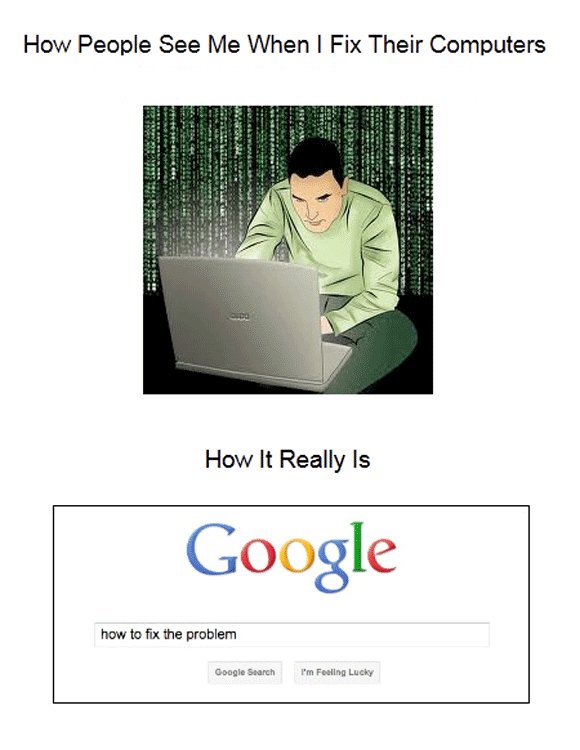 How People See Me When I Fix Their Computers
How It Really Is
Google
how to fix the problem
Google Search I'm Feeling Lucky